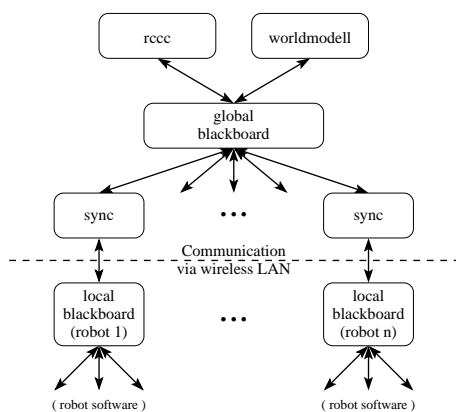 rccc
worldmodell
global
blackboard
sync
...
sync
Communication
via wireless LAN
local
blackboard
(robot 1)
...
local
blackboard
(robot n)
( robot software )
( robot software )